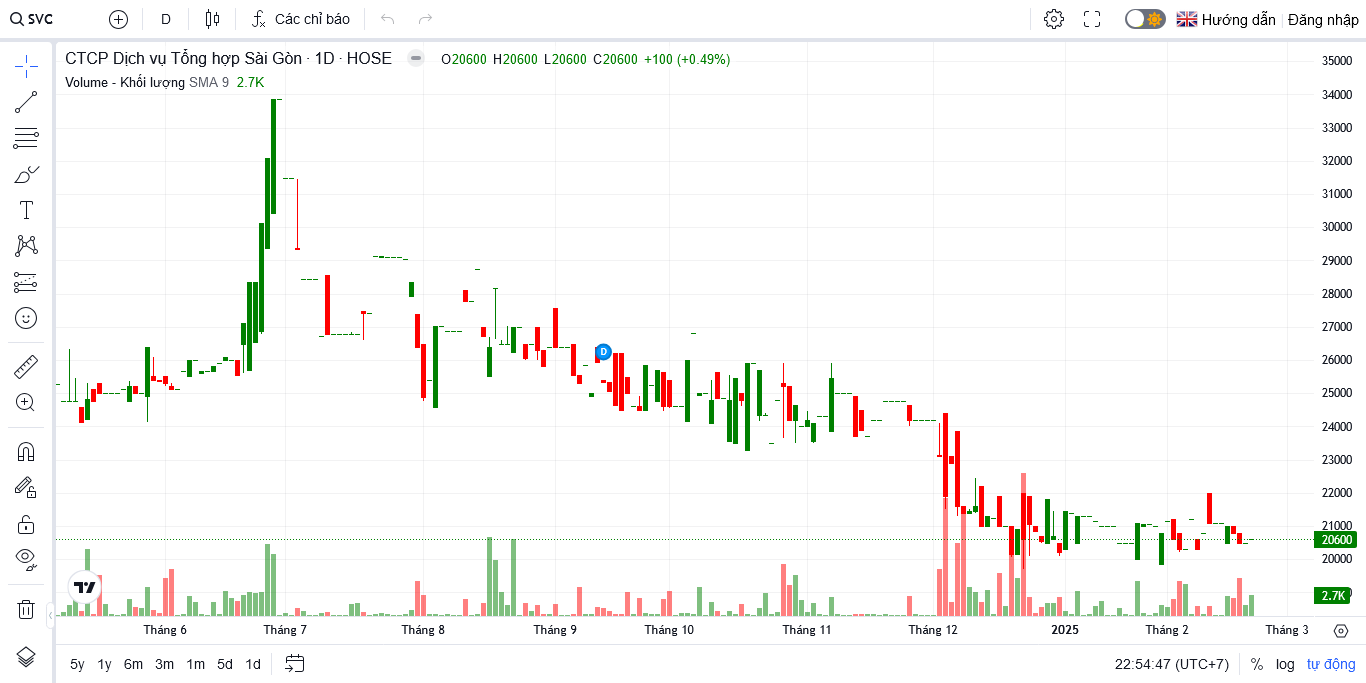 SVC D Các chỉ báo Hướng dẫn Đăng nhập
CTCP Dịch vụ Tổng hợp Sài Gòn · 1D · HOSE O20600 H20600 L20600 C20600 +100 (+0.49%)
Volume - Khối lượng SMA 9 2.7K
35000
34000
33000
32000
31000
30000
29000
28000
27000
26000
D
25000
24000
23000
22000
21000
20600
20000
2.7K
Tháng 6 Tháng 7 Tháng 8 Tháng 9 Tháng 10 Tháng 11 Tháng 12 2025 Tháng 2 Tháng 3
5y 1y 6m 3m 1m 5d 1d 22:54:47 (UTC+7) % log tự động